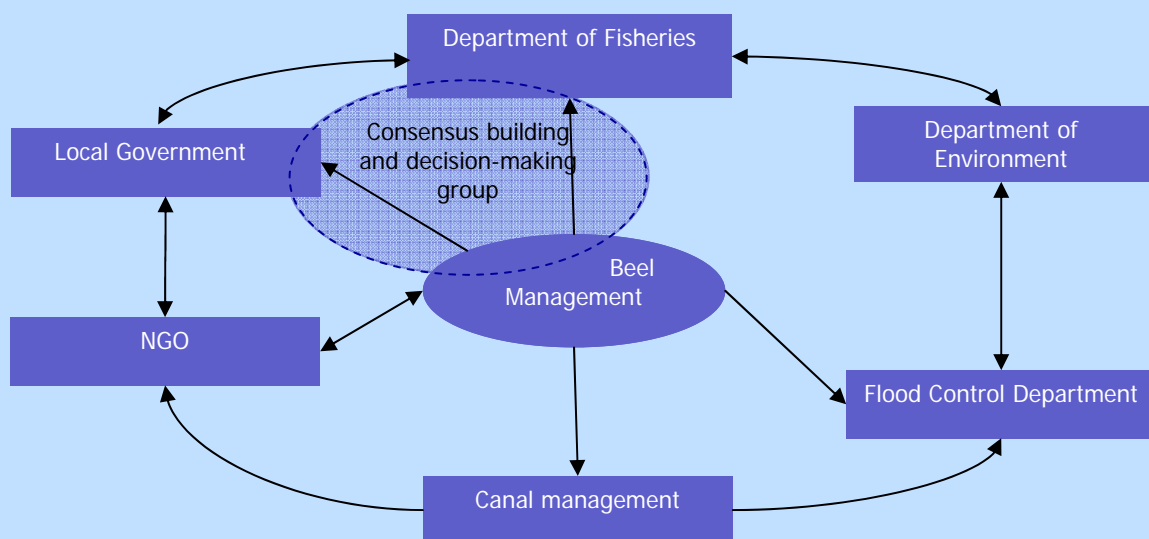 Department of Fisheries
Local Government
Consensus building
and decision-making
group
Department of
Environment
Beel
Management
NGO
Flood Control Department
Canal management